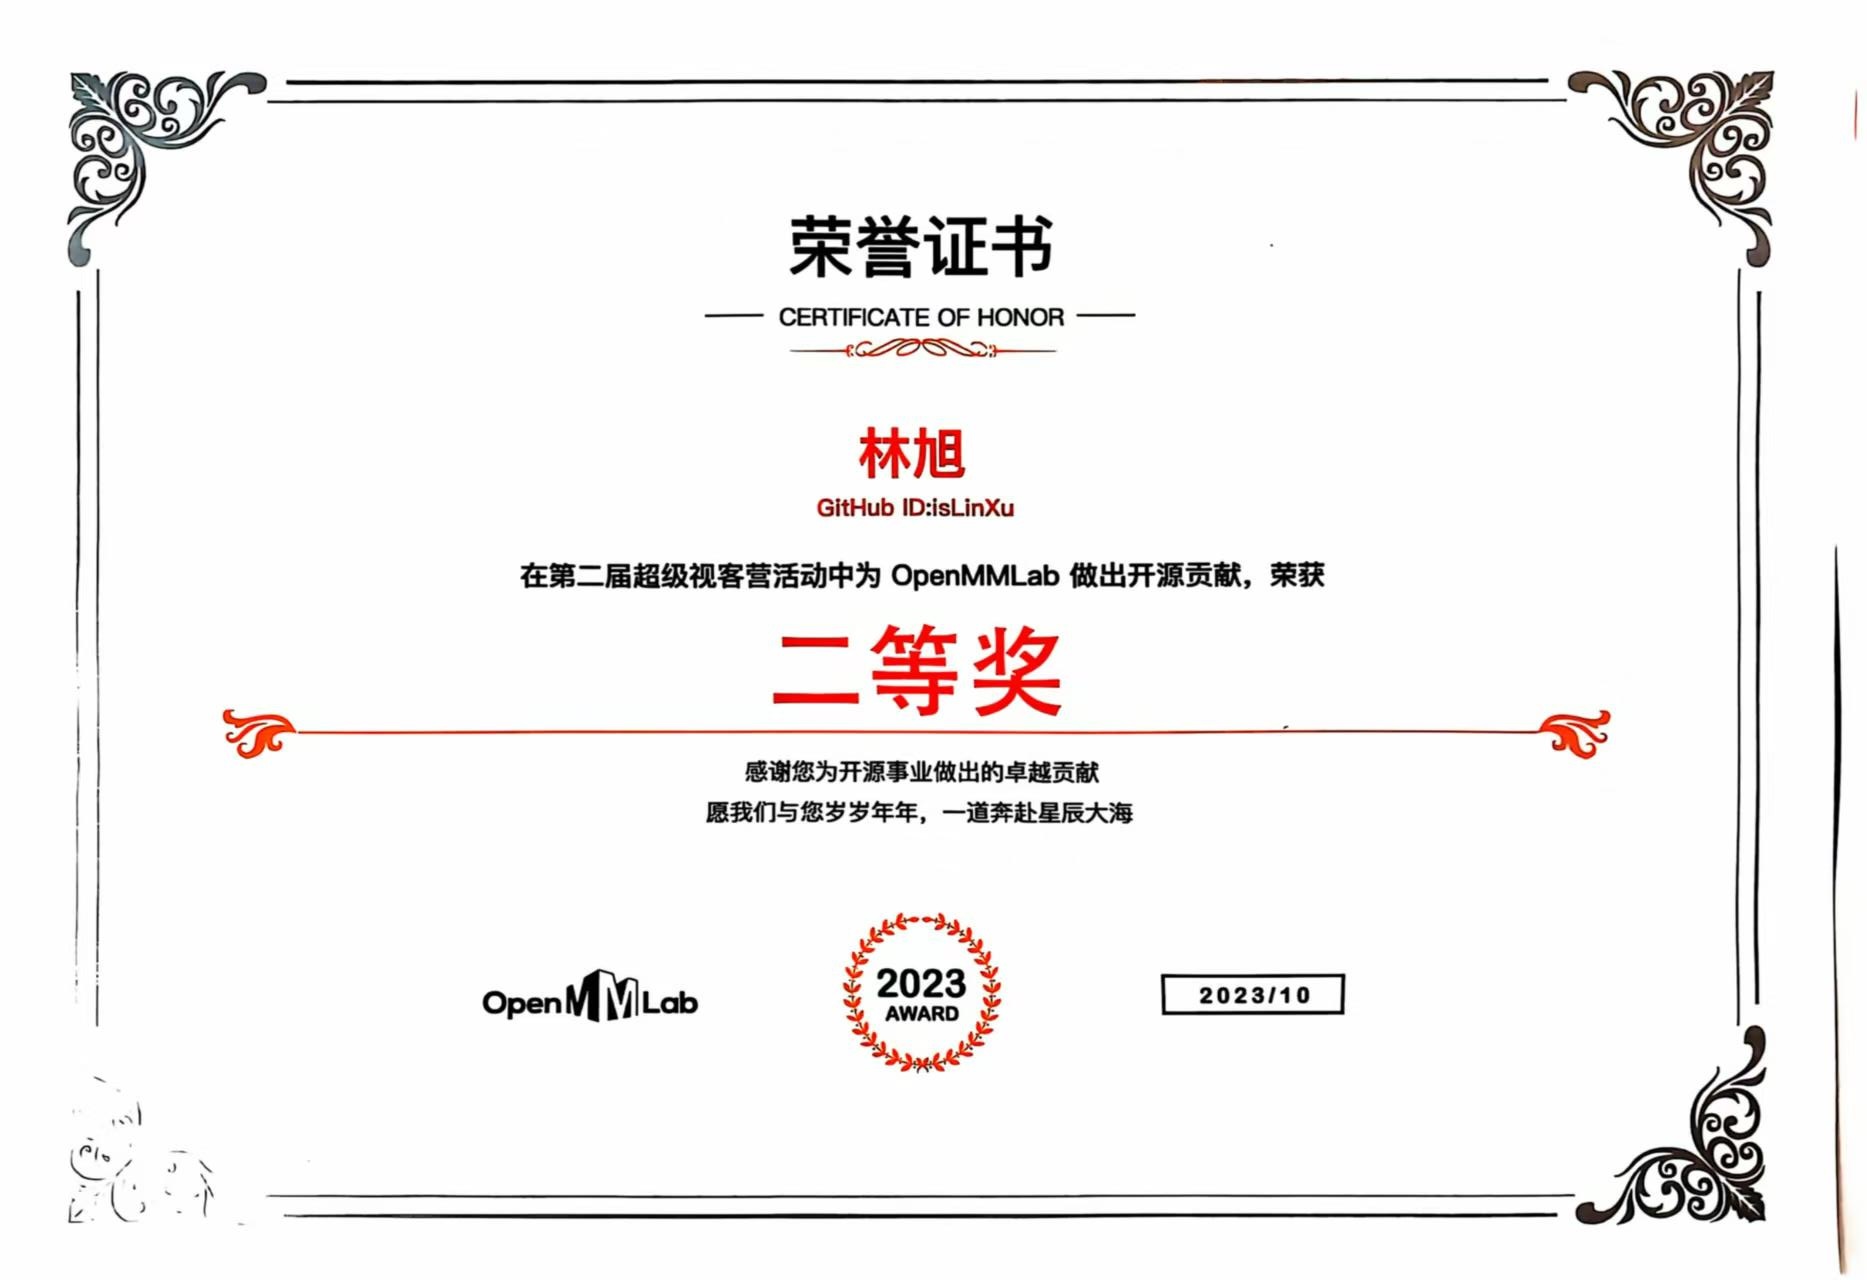 荣誉证书
CERTIFICATE OF HONOR
林旭
GitHub ID:isLinXu
在第二届超级视客营活动中为 OpenMMLab 做出开源贡献，荣获
二等奖
感谢您为开源事业做出的卓越贡献
愿我们与您岁岁年年，一道奔赴星辰大海
OpenMMLab
2023
AWARD
2023/10